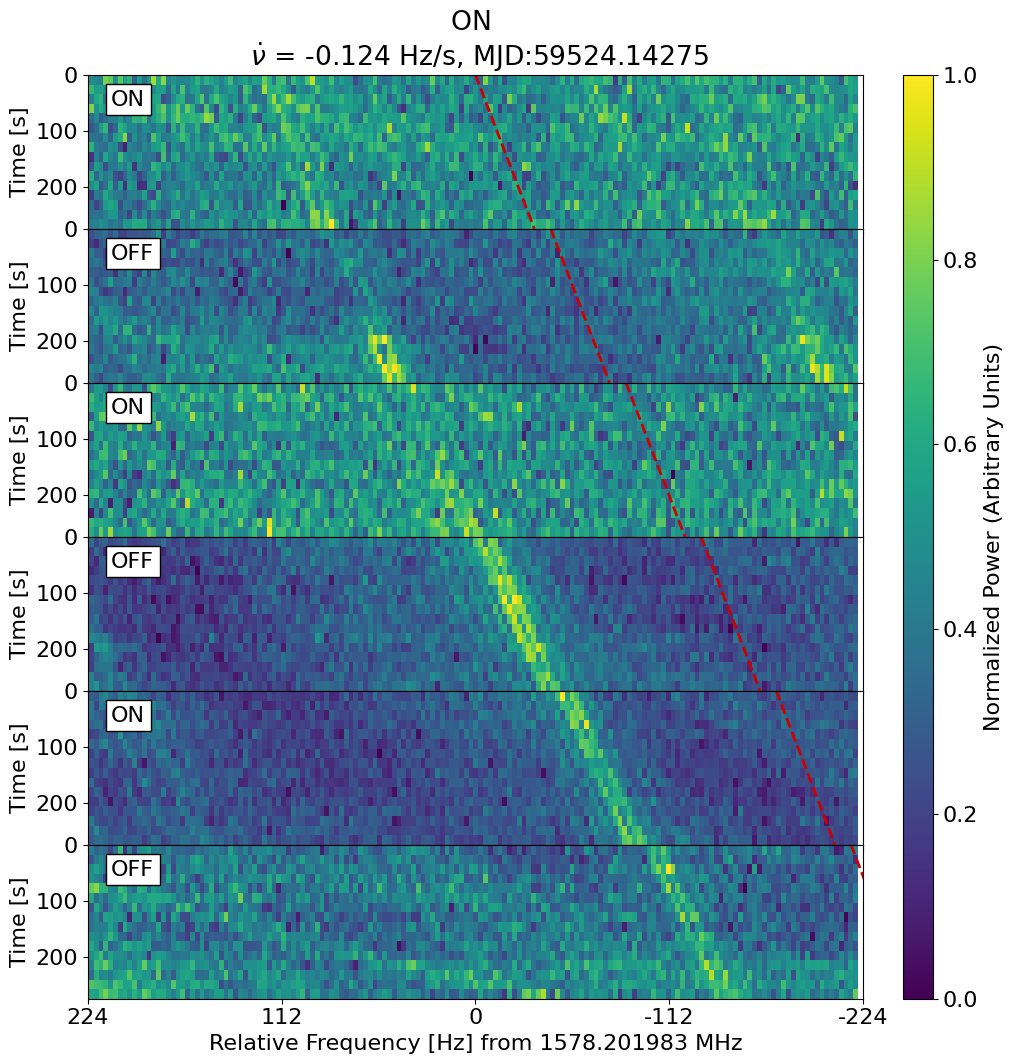 ON
ν̇ = -0.124 Hz/s, MJD:59524.14275
0
ON
100
Time [s]
200
0
OFF
100
Time [s]
200
0
ON
100
Time [s]
200
0
OFF
100
Time [s]
200
0
ON
100
Time [s]
200
0
OFF
100
Time [s]
200
224 112 0 -112 -224
Relative Frequency [Hz] from 1578.201983 MHz
1.0
0.8
0.6
0.4
0.2
0.0
Normalized Power (Arbitrary Units)